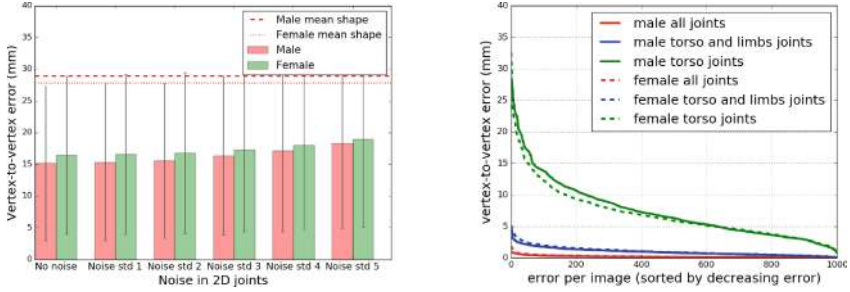 Male mean shape
Female mean shape
Male
Female
Vertex-to-vertex error (mm)
40
35
30
25
20
15
10
5
0
No noise Noise std 1 Noise std 2 Noise std 3 Noise std 4 Noise std 5
Noise in 2D joints
male all joints
male torso and limbs joints
male torso joints
female all joints
female torso and limbs joints
female torso joints
vertex-to-vertex error (mm)
40
35
30
25
20
15
10
5
0
0 200 400 600 800 1000
error per image (sorted by decreasing error)